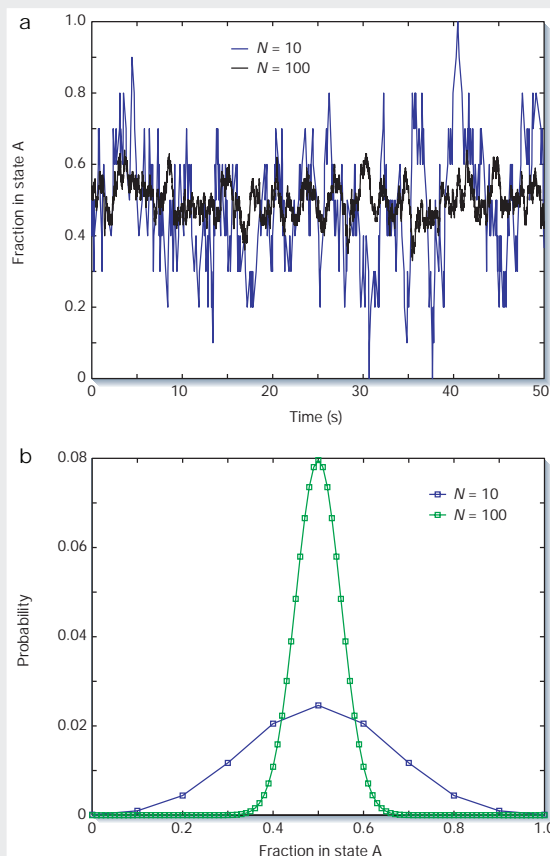 a
N = 10
N = 100
Fraction in state A
1.0
0.8
0.6
0.4
0.2
0
0 10 20 30 40 50
Time (s)
b
N = 10
N = 100
Probability
0.08
0.06
0.04
0.02
0
0 0.2 0.4 0.6 0.8 1.0
Fraction in state A